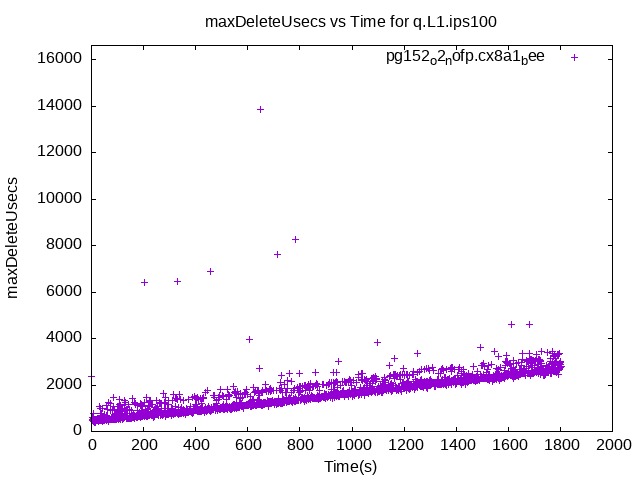 maxDeleteUsecs vs Time for q.L1.ips100
pg152ₒ2ₙofp.cx8a1_bee
16000
14000
12000
10000
8000
6000
4000
2000
0
maxDeleteUsecs
0 200 400 600 800 1000 1200 1400 1600 1800 2000
Time(s)